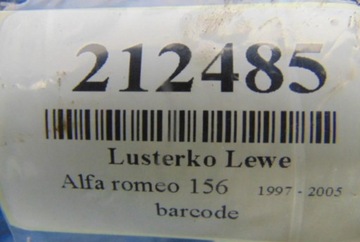 212485
Lusterko Lewe
Alfa romeo 156 1997 - 2005 -
barcode